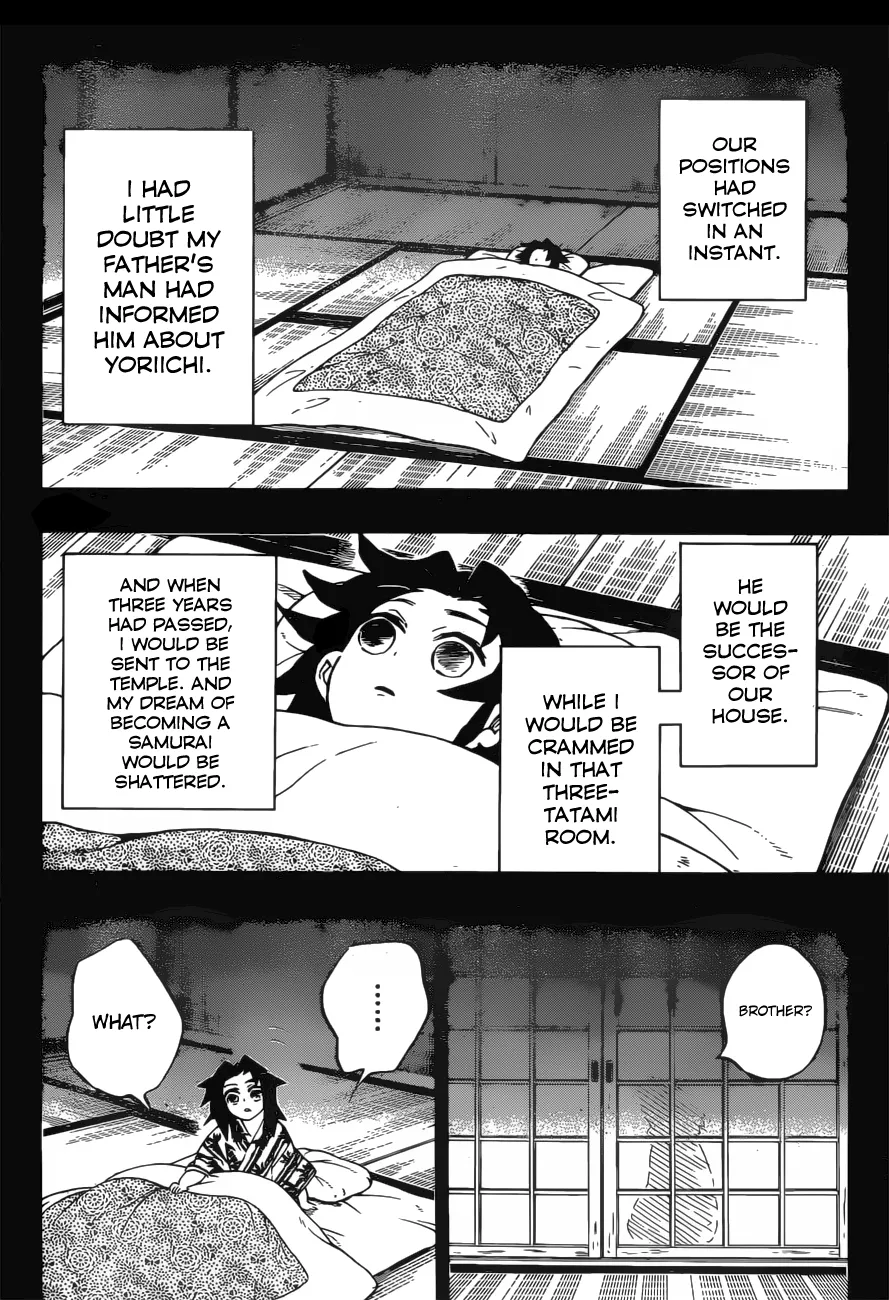 OUR
POSITIONS
HAD
SWITCHED
IN AN
INSTANT.
I HAD
LITTLE
DOUBT MY
FATHER'S
MAN HAD
INFORMED
HIM ABOUT
YORIICHI.
HE
WOULD
BE THE
SUCCES-
SOR OF
OUR
HOUSE.
WHILE I
WOULD BE
CRAMMED
IN THAT
THREE-
TATAMI
ROOM.
AND WHEN
THREE YEARS
HAD PASSED,
I WOULD BE
SENT TO THE
TEMPLE. AND
MY DREAM OF
BECOMING A
SAMURAI
WOULD BE
SHATTERED.
BROTHER?
......
WHAT?